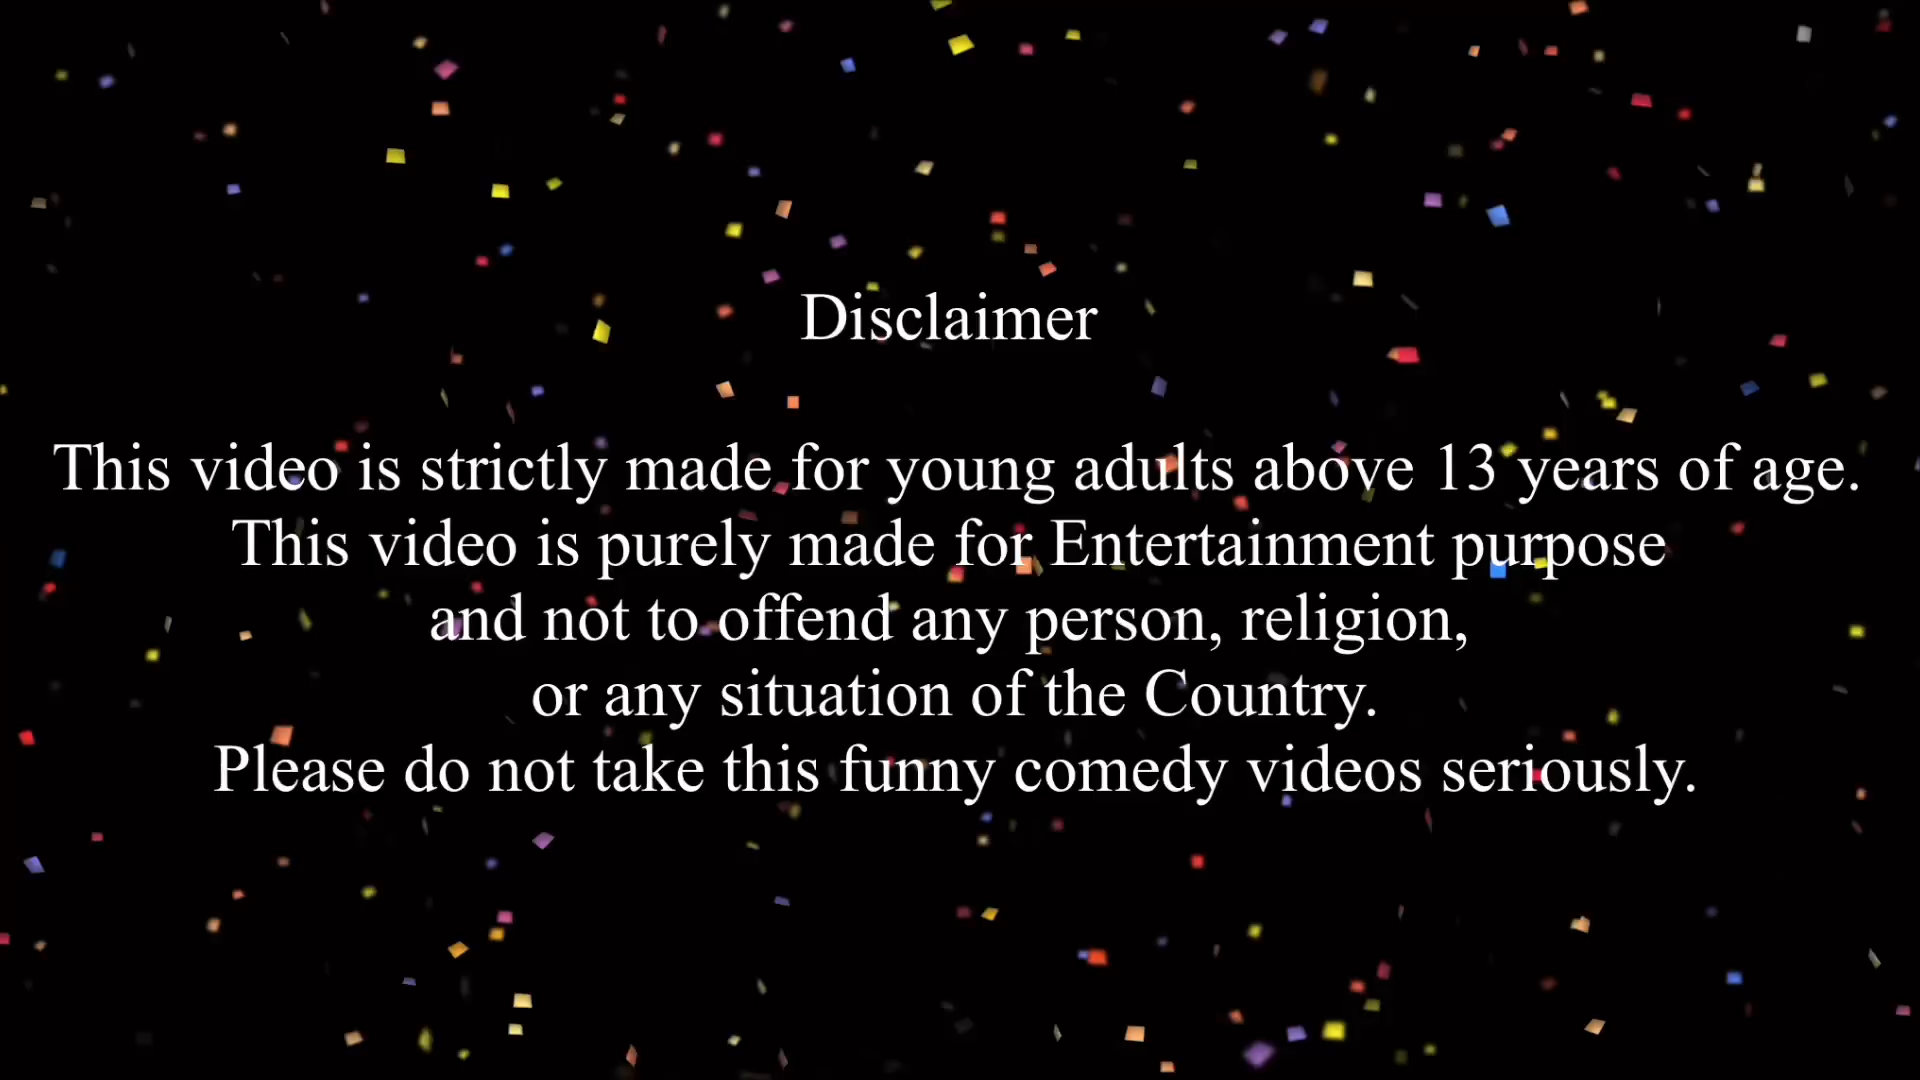 Disclaimer
This video is strictly made for young adults above 13 years of age.
This video is purely made for Entertainment purpose
and not to offend any person, religion,
or any situation of the Country.
Please do not take this funny comedy videos seriously.